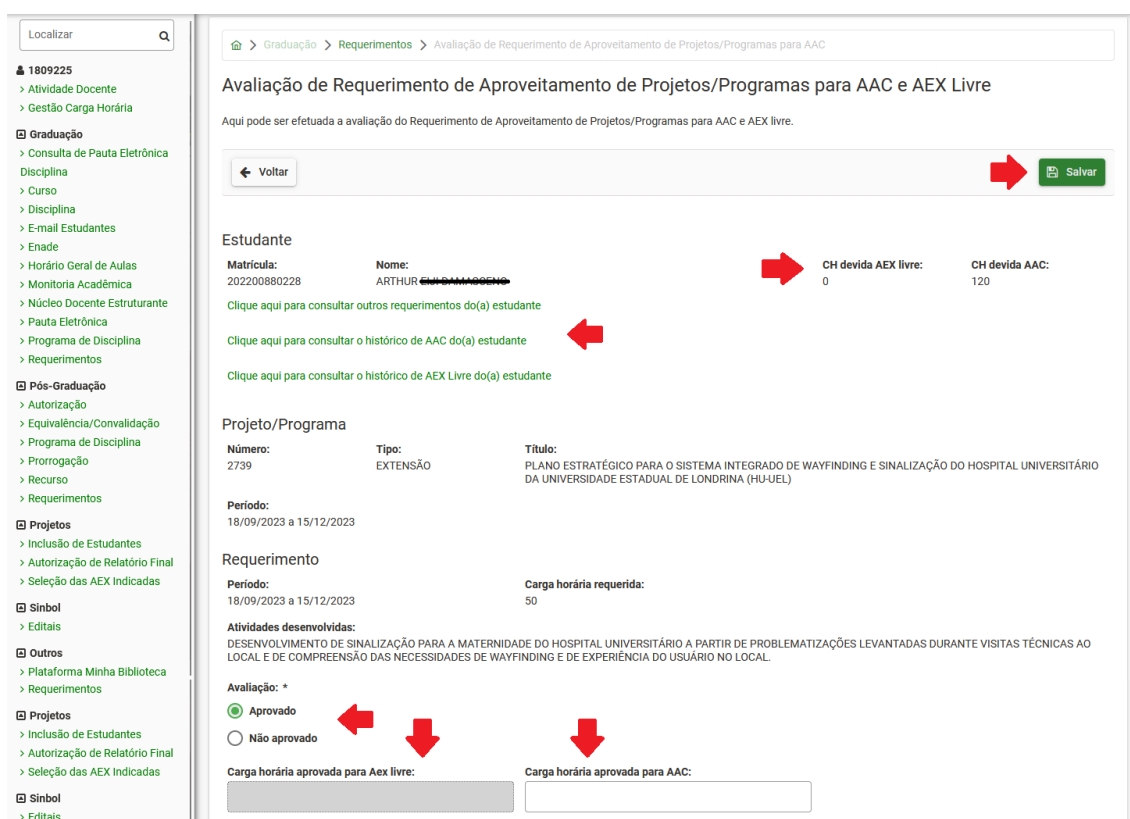 Localizar
1809225
> Atividade Docente
> Gestão Carga Horária
Graduação
> Consulta de Pauta Eletrônica
Disciplina
> Curso
> Disciplina
> E-mail Estudantes
> Enade
> Horário Geral de Aulas
> Monitoria Acadêmica
> Núcleo Docente Estruturante
> Pauta Eletrônica
> Programa de Disciplina
> Requerimentos
Pós-Graduação
> Autorização
> Equivalência/Convalidação
> Programa de Disciplina
> Prorrogação
> Recurso
> Requerimentos
Projetos
> Inclusão de Estudantes
> Autorização de Relatório Final
> Seleção das AEX Indicadas
Sinbol
> Editais
Outros
> Plataforma Minha Biblioteca
> Requerimentos
Projetos
> Inclusão de Estudantes
> Autorização de Relatório Final
> Seleção das AEX Indicadas
Sinbol
> Editais
> Graduação > Requerimentos > Avaliação de Requerimento de Aproveitamento de Projetos/Programas para AAC
Avaliação de Requerimento de Aproveitamento de Projetos/Programas para AAC e AEX Livre
Aqui pode ser efetuada a avaliação do Requerimento de Aproveitamento de Projetos/Programas para AAC e AEX livre.
Voltar Salvar
Estudante
Matrícula: Nome: CH devida AEX livre: CH devida AAC:
202200880228 ARTHUR 0 120
Clique aqui para consultar outros requerimentos do(a) estudante
Clique aqui para consultar o histórico de AAC do(a) estudante
Clique aqui para consultar o histórico de AEX Livre do(a) estudante
Projeto/Programa
Número: Tipo: Título:
2739 EXTENSÃO PLANO ESTRATÉGICO PARA O SISTEMA INTEGRADO DE WAYFINDING E SINALIZAÇÃO DO HOSPITAL UNIVERSITÁRIO
DA UNIVERSIDADE ESTADUAL DE LONDRINA (HU-UEL)
Período:
18/09/2023 a 15/12/2023
Requerimento
Período: Carga horária requerida:
18/09/2023 a 15/12/2023 50
Atividades desenvolvidas:
DESENVOLVIMENTO DE SINALIZAÇÃO PARA A MATERNIDADE DO HOSPITAL UNIVERSITÁRIO A PARTIR DE PROBLEMATIZAÇÕES LEVANTADAS DURANTE VISITAS TÉCNICAS AO
LOCAL E DE COMPREENSÃO DAS NECESSIDADES DE WAYFINDING E DE EXPERIÊNCIA DO USUÁRIO NO LOCAL.
Avaliação: *
Aprovado
Não aprovado
Carga horária aprovada para Aex livre: Carga horária aprovada para AAC: